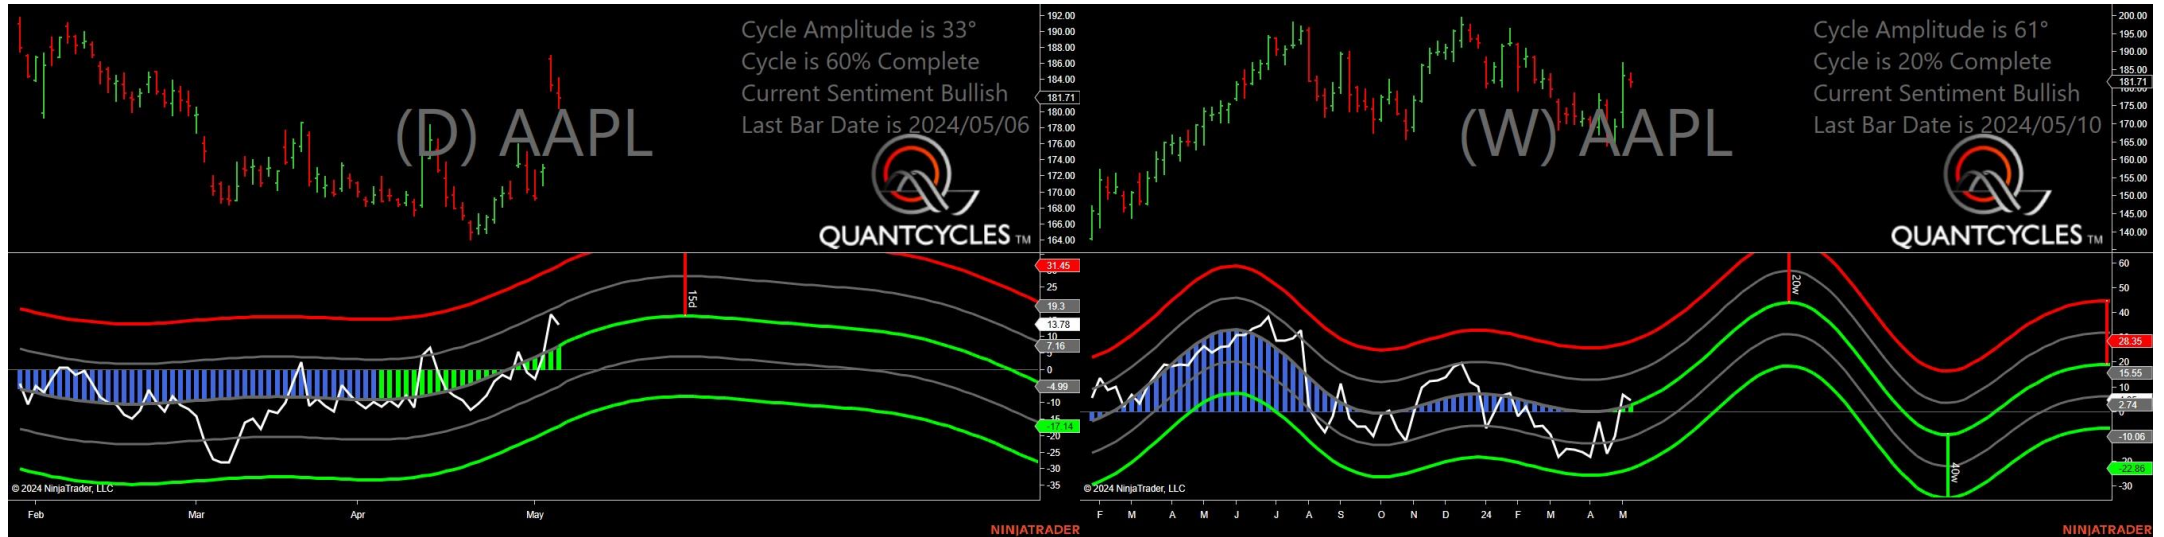 Cycle Amplitude is 33°
Cycle is 60% Complete
Current Sentiment Bullish
Last Bar Date is 2024/05/06
(D) AAPL
QUANTCYCLES TM
192.00
190.00
188.00
186.00
184.00
181.71
180.00
178.00
176.00
174.00
172.00
170.00
168.00
166.00
164.00
31.45
25
19.3
13.78
10
7.16
5
0
-4.99
-10
-15
-17.14
-20
-25
-30
-35
15d
© 2024 NinjaTrader, LLC
Feb Mar Apr May
NINJATRADER
Cycle Amplitude is 61°
Cycle is 20% Complete
Current Sentiment Bullish
Last Bar Date is 2024/05/10
(W) AAPL
QUANTCYCLES TM
200.00
195.00
190.00
185.00
181.71
175.00
170.00
165.00
160.00
155.00
150.00
145.00
140.00
60
50
40
28.35
20
15.55
10
2.74
-10.06
-22.86
-30
20w
40w
© 2024 NinjaTrader, LLC
F M A M J J A S O N D 24 F M A M
NINJATRADER